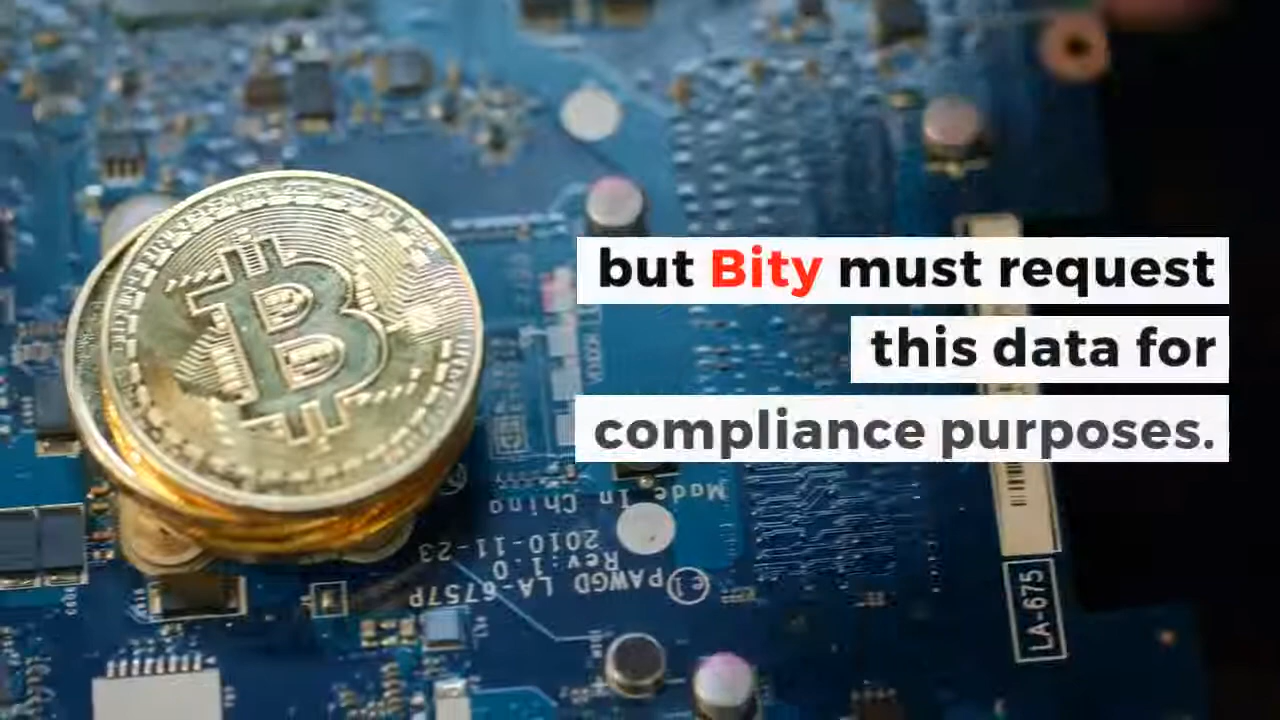 but Bity must request
this data for
compliance purposes.
Made In China
2010-11-23
Rev:1.0
PAWGD LA-6757P
LA-675